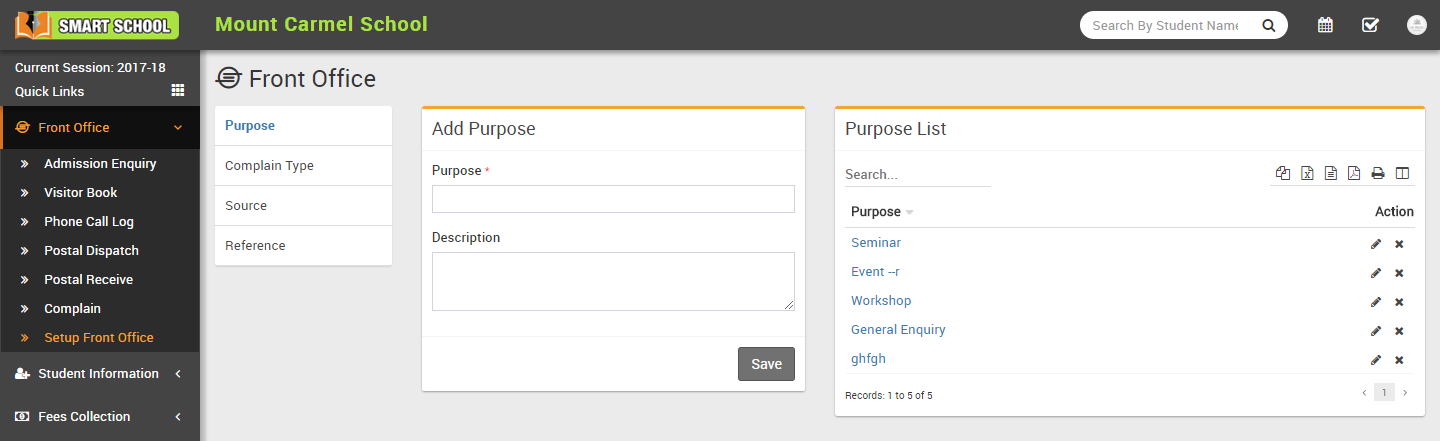 SMART SCHOOL
Mount Carmel School
Search By Student Name
Current Session: 2017-18
Quick Links
Front Office
Admission Enquiry
Visitor Book
Phone Call Log
Postal Dispatch
Postal Receive
Complain
Setup Front Office
Student Information
Fees Collection
Front Office
Purpose
Complain Type
Source
Reference
Add Purpose
Purpose *
Description
Save
Purpose List
Search...
Purpose Action
Seminar
Event --r
Workshop
General Enquiry
ghfgh
Records: 1 to 5 of 5
1